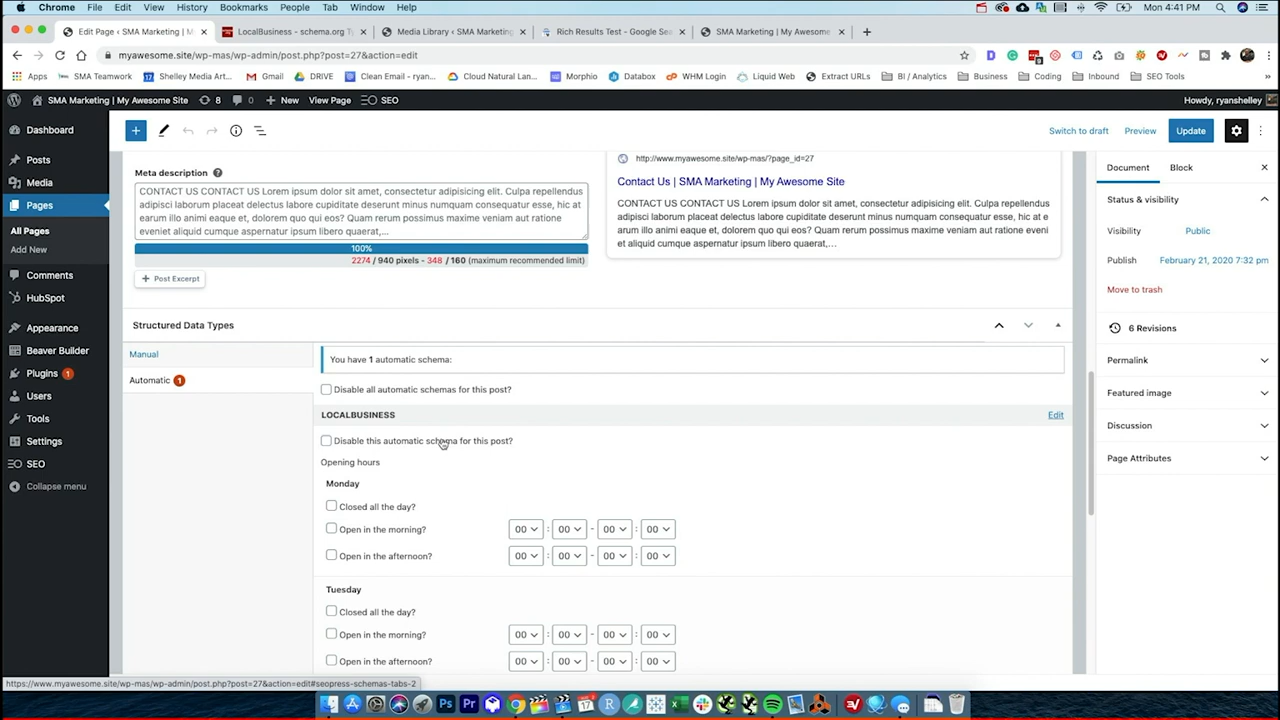 Chrome File Edit View History Bookmarks People Tab Window Help Mon 4:41 PM
Edit Page ‹ SMA Marketing | M LocalBusiness - schema.org Ty Media Library ‹ SMA Marketing Rich Results Test - Google Sea SMA Marketing | My Awesome
myawesome.site/wp-mas/wp-admin/post.php?post=27&action=edit
Apps SMA Teamwork Shelley Media Art... Gmail DRIVE Clean Email - ryan... Cloud Natural Lan... Morphio Databox WHM Login Liquid Web Extract URLs BI / Analytics Business Coding Inbound SEO Tools »
SMA Marketing | My Awesome Site 8 0 + New View Page SEO Howdy, ryanshelley
Dashboard
Posts
Media
Pages
All Pages
Add New
Comments
HubSpot
Appearance
Beaver Builder
Plugins 1
Users
Tools
Settings
SEO
Collapse menu
Switch to draft Preview Update
Meta description ?
CONTACT US CONTACT US Lorem ipsum dolor sit amet, consectetur adipisicing elit. Culpa repellendus
adipisci laborum placeat delectus labore cupiditate deserunt minus numquam consequatur esse, hic at
earum illo animi eaque et, dolorem quo qui eos? Quam rerum possimus maxime veniam aut ratione
eveniet aliquid cumque aspernatur ipsum libero quaerat,...
100%
2274 / 940 pixels - 348 / 160 (maximum recommended limit)
+ Post Excerpt
http://www.myawesome.site/wp-mas/?page_id=27
Contact Us | SMA Marketing | My Awesome Site
CONTACT US CONTACT US Lorem ipsum dolor sit amet, consectetur adipisicing elit. Culpa
repellendus adipisci laborum placeat delectus labore cupiditate deserunt minus numquam
consequatur esse, hic at earum illo animi eaque et, dolorem quo qui eos? Quam rerum possimus maxime veniam aut ratione eveni
et aliquid cumque aspernatur ipsum libero quaerat,...
Structured Data Types
Manual
Automatic 1
You have 1 automatic schema:
Disable all automatic schemas for this post?
LOCALBUSINESS Edit
Disable this automatic schema for this post?
Opening hours
Monday
Closed all the day?
Open in the morning? 00 : 00 - 00 : 00
Open in the afternoon? 00 : 00 - 00 : 00
Tuesday
Closed all the day?
Open in the morning? 00 : 00 - 00 : 00
Open in the afternoon? 00 : 00 - 00 : 00
Document Block
Status & visibility
Visibility Public
Publish February 21, 2020 7:32 pm
Move to trash
6 Revisions
Permalink
Featured image
Discussion
Page Attributes
https://www.myawesome.site/wp-mas/wp-admin/post.php?post=27&action=edit#seopress-schemas-tabs-2